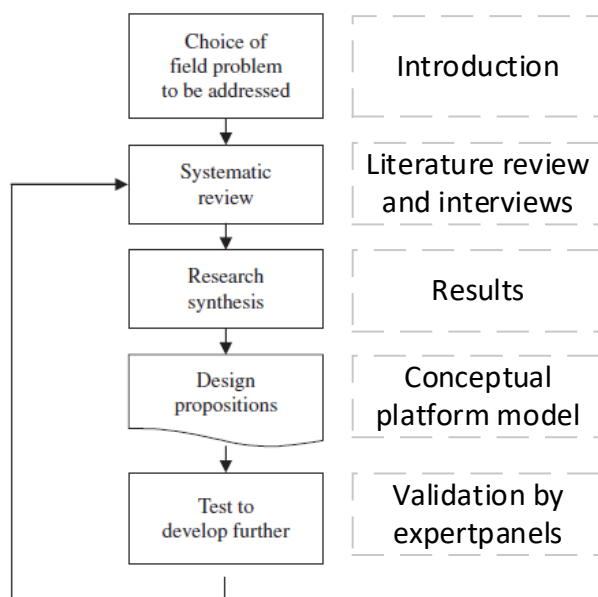 Choice of
field problem
to be addressed
Introduction
Systematic
review
Literature review
and interviews
Research
synthesis
Results
Design
propositions
Conceptual
platform model
Test to
develop further
Validation by
expertpanels